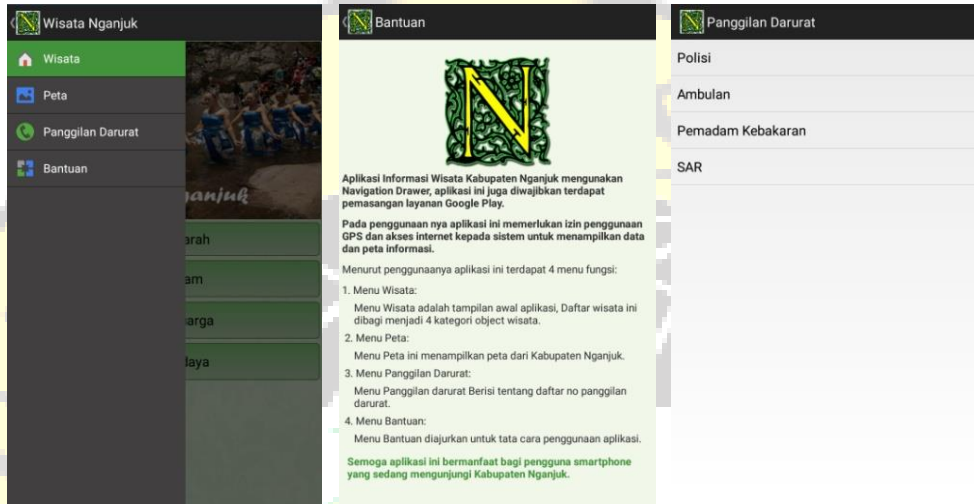 Wisata Nganjuk
Wisata
Peta
Panggilan Darurat
Bantuan
anjuk
arah
am
arga
daya
Bantuan
N
Aplikasi Informasi Wisata Kabupaten Nganjuk mengunakan
Navigation Drawer, aplikasi ini juga diwajibkan terdapat
pemasangan layanan Google Play.
Pada penggunaan nya aplikasi ini memerlukan izin penggunaan
GPS dan akses internet kepada sistem untuk menampilkan data
dan peta informasi.
Menurut penggunaanya aplikasi ini terdapat 4 menu fungsi:
1. Menu Wisata:
Menu Wisata adalah tampilan awal aplikasi, Daftar wisata ini
dibagi menjadi 4 kategori object wisata.
2. Menu Peta:
Menu Peta ini menampilkan peta dari Kabupaten Nganjuk.
3. Menu Panggilan Darurat:
Menu Panggilan darurat Berisi tentang daftar no panggilan
darurat.
4. Menu Bantuan:
Menu Bantuan diajurkan untuk tata cara penggunaan aplikasi.
Semoga aplikasi ini bermanfaat bagi pengguna smartphone
yang sedang mengunjungi Kabupaten Nganjuk.
Panggilan Darurat
Polisi
Ambulan
Pemadam Kebakaran
SAR